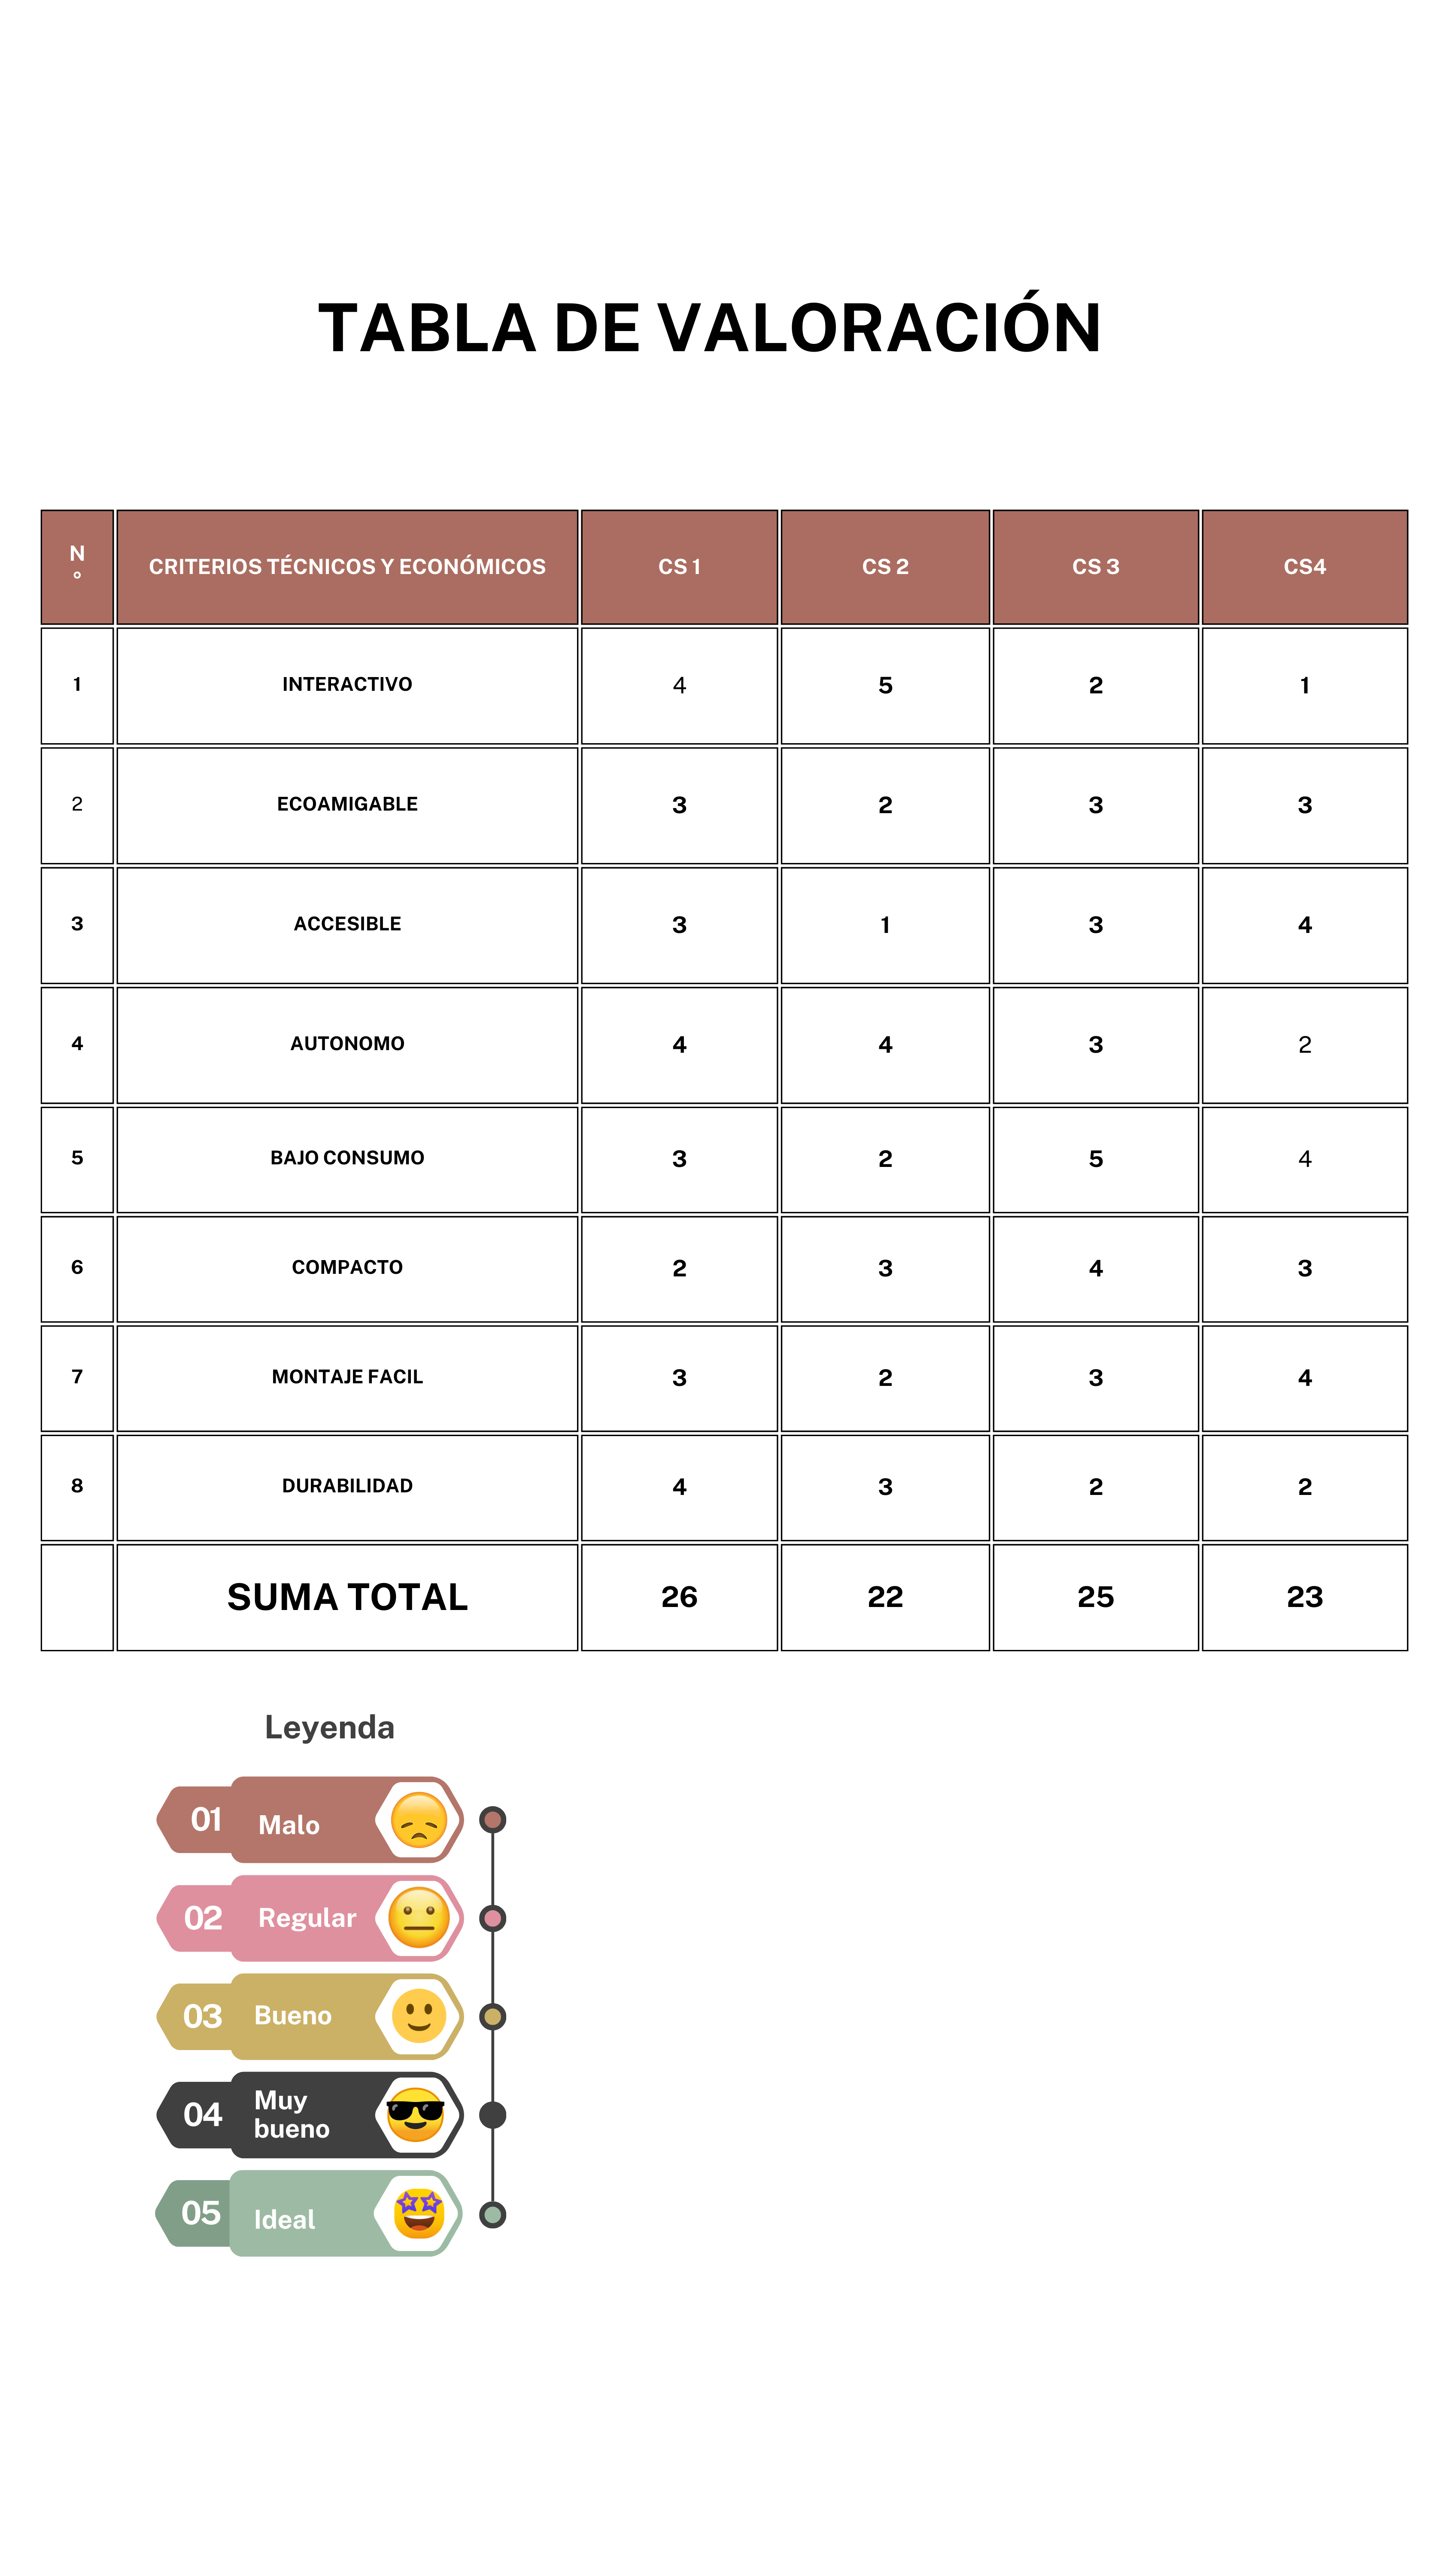 TABLA DE VALORACIÓN
N° CRITERIOS TÉCNICOS Y ECONÓMICOS CS 1 CS 2 CS 3 CS4
1 INTERACTIVO 4 5 2 1
2 ECOAMIGABLE 3 2 3 3
3 ACCESIBLE 3 1 3 4
4 AUTONOMO 4 4 3 2
5 BAJO CONSUMO 3 2 5 4
6 COMPACTO 2 3 4 3
7 MONTAJE FACIL 3 2 3 4
8 DURABILIDAD 4 3 2 2
SUMA TOTAL 26 22 25 23
Leyenda
01 Malo
02 Regular
03 Bueno
04 Muy
bueno
05 Ideal